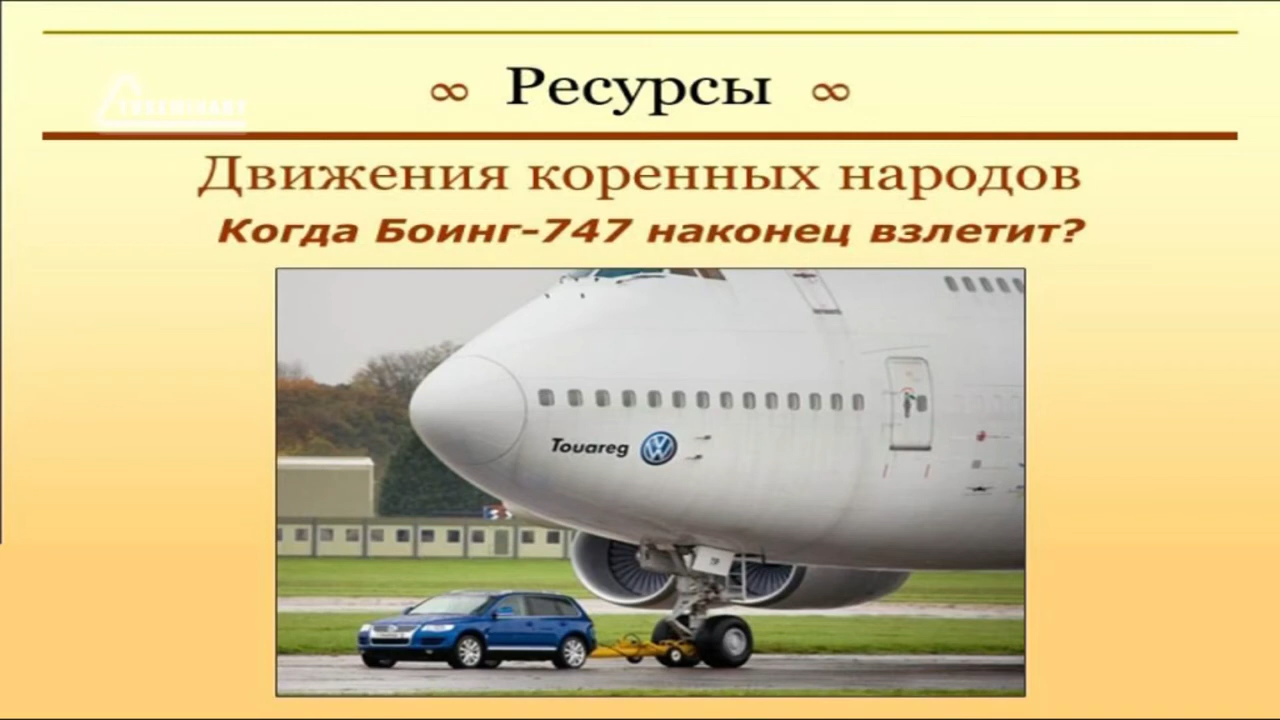 ∞ Ресурсы ∞
Движения коренных народов
Когда Боинг-747 наконец взлетит?
Touareg